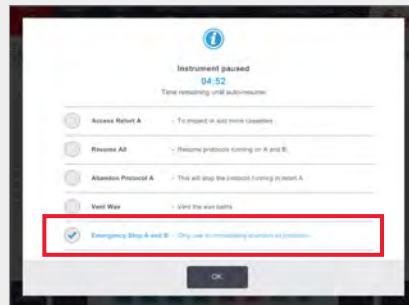 Instrument paused
04:52
Time remaining until auto-resume
Access Retort A - To inspect or add more cassettes
Resume All - Resume protocols running on A and B.
Abandon Protocol A - This will stop the protocol running in retort A
Vent Wax - Vent the wax baths
Emergency Stop A and B - Only use for immediately abandon all protocols
OK